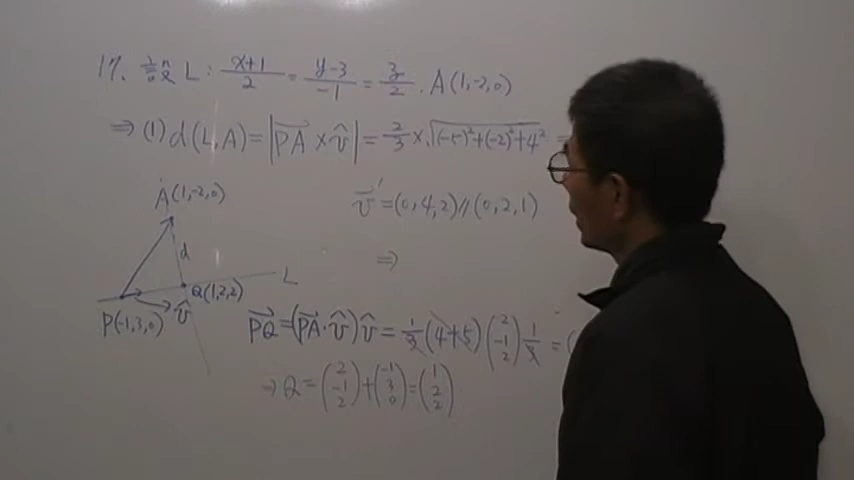 17. 設 L : (x+1)/2 = (y-3)/-1 = z/2 . A(1,-2,0)
⇒ (1) d(L,A) = |PA × v̂| = 2/3 × √((-5)²+(-2)²+4²) =
A(1,-2,0)
v' = (0,4,2) // (0,2,1)
d
⇒
L
Q(1,2,2)
P(-1,3,0)
v̂
PQ = (PA · v̂) v̂ = 1/3 (4+5) (2 -1 2) 1/3 = (
⇒ Q = (2 -1 2) + (-1 3 0) = (1 2 2)